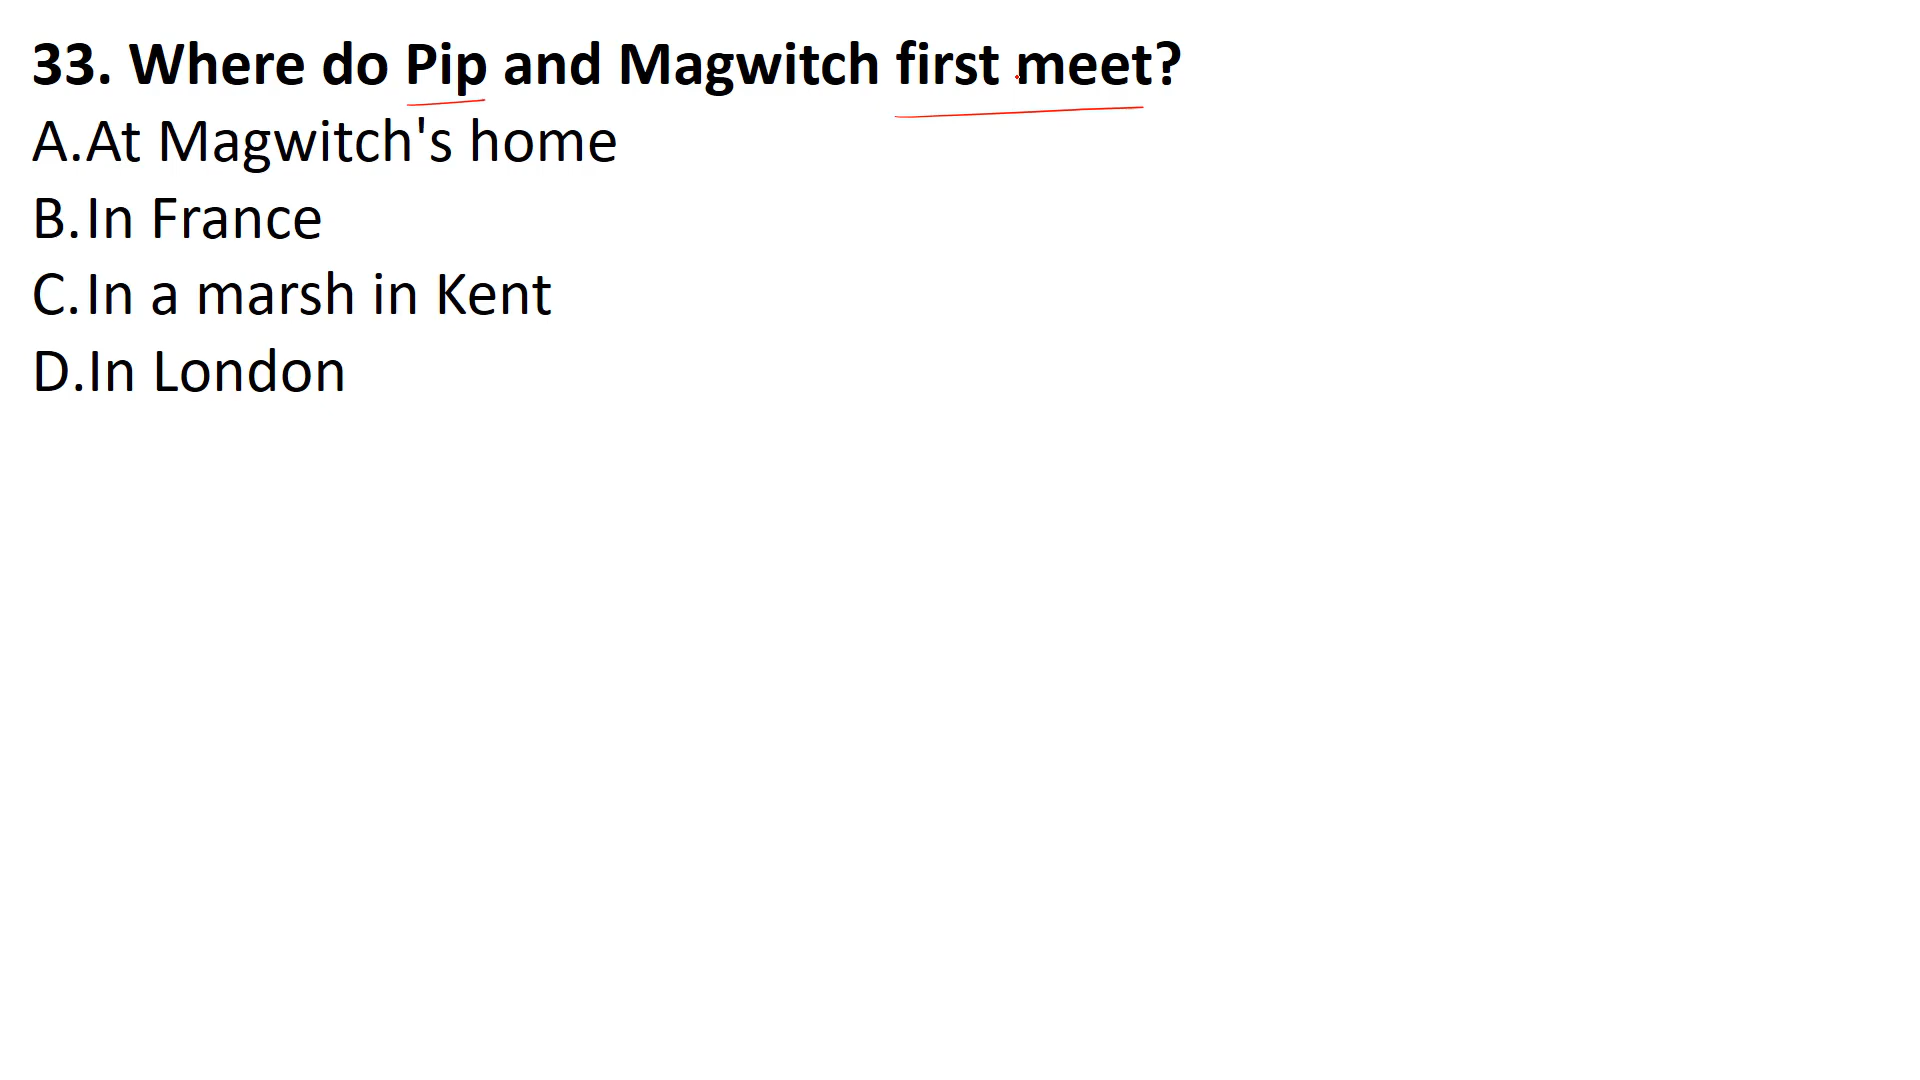 33. Where do Pip and Magwitch first meet?
A.At Magwitch's home
B.In France
C.In a marsh in Kent
D.In London